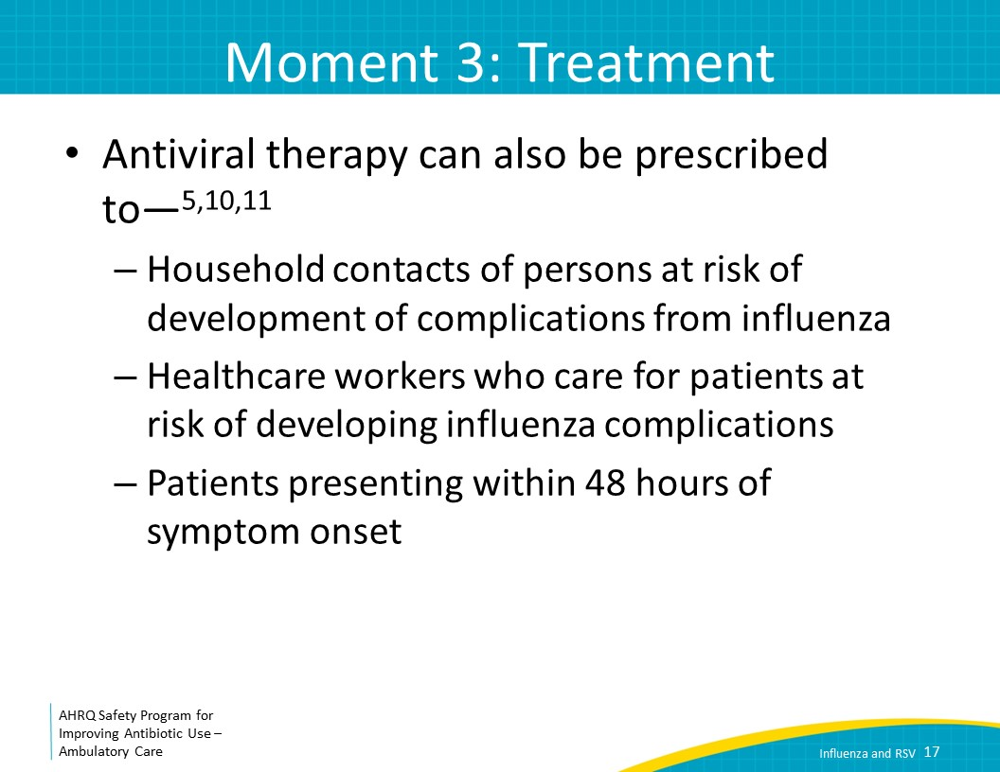 Moment 3: Treatment
• Antiviral therapy can also be prescribed
to—5,10,11
– Household contacts of persons at risk of
development of complications from influenza
– Healthcare workers who care for patients at
risk of developing influenza complications
– Patients presenting within 48 hours of
symptom onset
AHRQ Safety Program for
Improving Antibiotic Use –
Ambulatory Care
Influenza and RSV 17